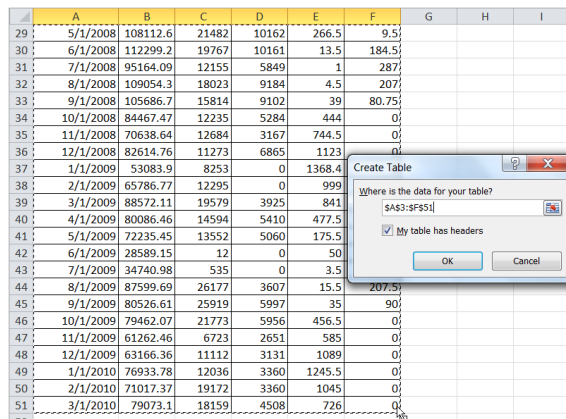 A B C D E F G H I
29 5/1/2008 108112.6 21482 10162 266.5 9.5
30 6/1/2008 112299.2 19767 10161 13.5 184.5
31 7/1/2008 95164.09 12155 5849 1 287
32 8/1/2008 109054.3 18023 9184 4.5 207
33 9/1/2008 105686.7 15814 9102 39 80.75
34 10/1/2008 84467.47 12235 5284 444 0
35 11/1/2008 70638.64 12684 3167 744.5 0
36 12/1/2008 82614.76 11273 6865 1123 0
37 1/1/2009 53083.9 8253 0 1368.4
38 2/1/2009 65786.77 12295 0 999
39 3/1/2009 88572.11 19579 3925 841
40 4/1/2009 80086.46 14594 5410 477.5
41 5/1/2009 72235.45 13552 5060 175.5
42 6/1/2009 28589.15 12 0 50
43 7/1/2009 34740.98 535 0 3.5
44 8/1/2009 87599.69 26177 3607 15.5 207.5
45 9/1/2009 80526.61 25919 5997 35 90
46 10/1/2009 79462.07 21773 5956 456.5 0
47 11/1/2009 61262.46 6723 2651 585 0
48 12/1/2009 63166.36 11112 3131 1089 0
49 1/1/2010 76933.78 12036 3360 1245.5 0
50 2/1/2010 71017.37 19172 3360 1045 0
51 3/1/2010 79073.1 18159 4508 726 0
Create Table
Where is the data for your table?
$A$3:$F$51
My table has headers
OK Cancel